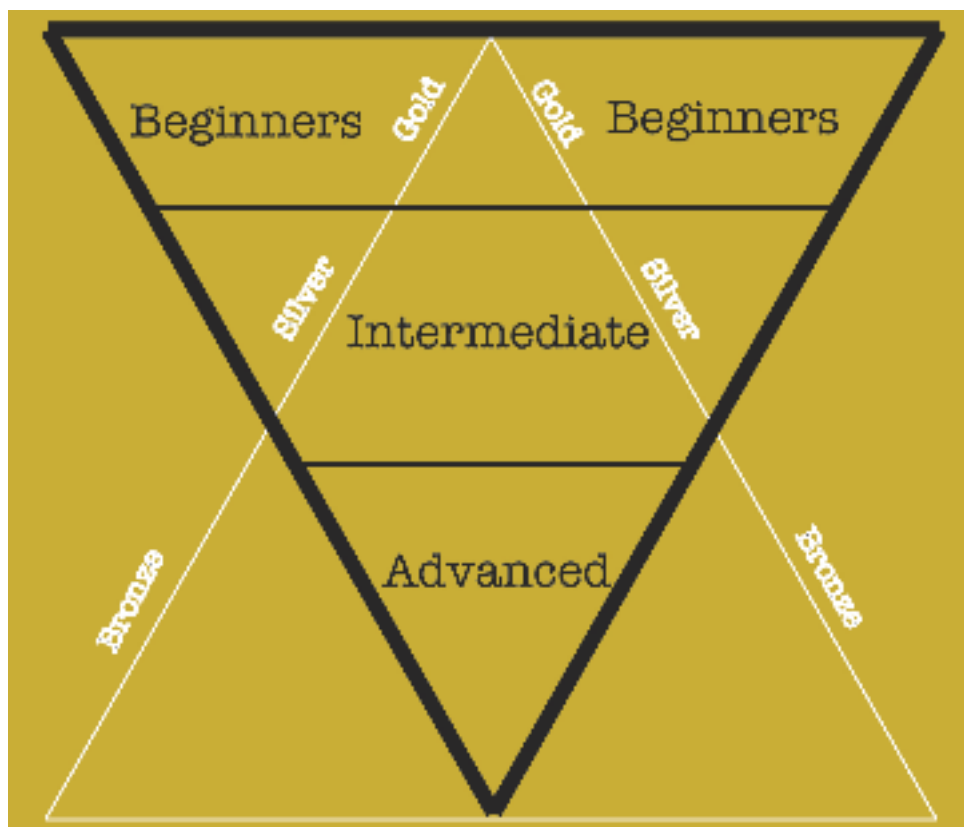 Beginners
Gold
Gold
Beginners
Silver
Silver
Intermediate
Bronze
Bronze
Advanced